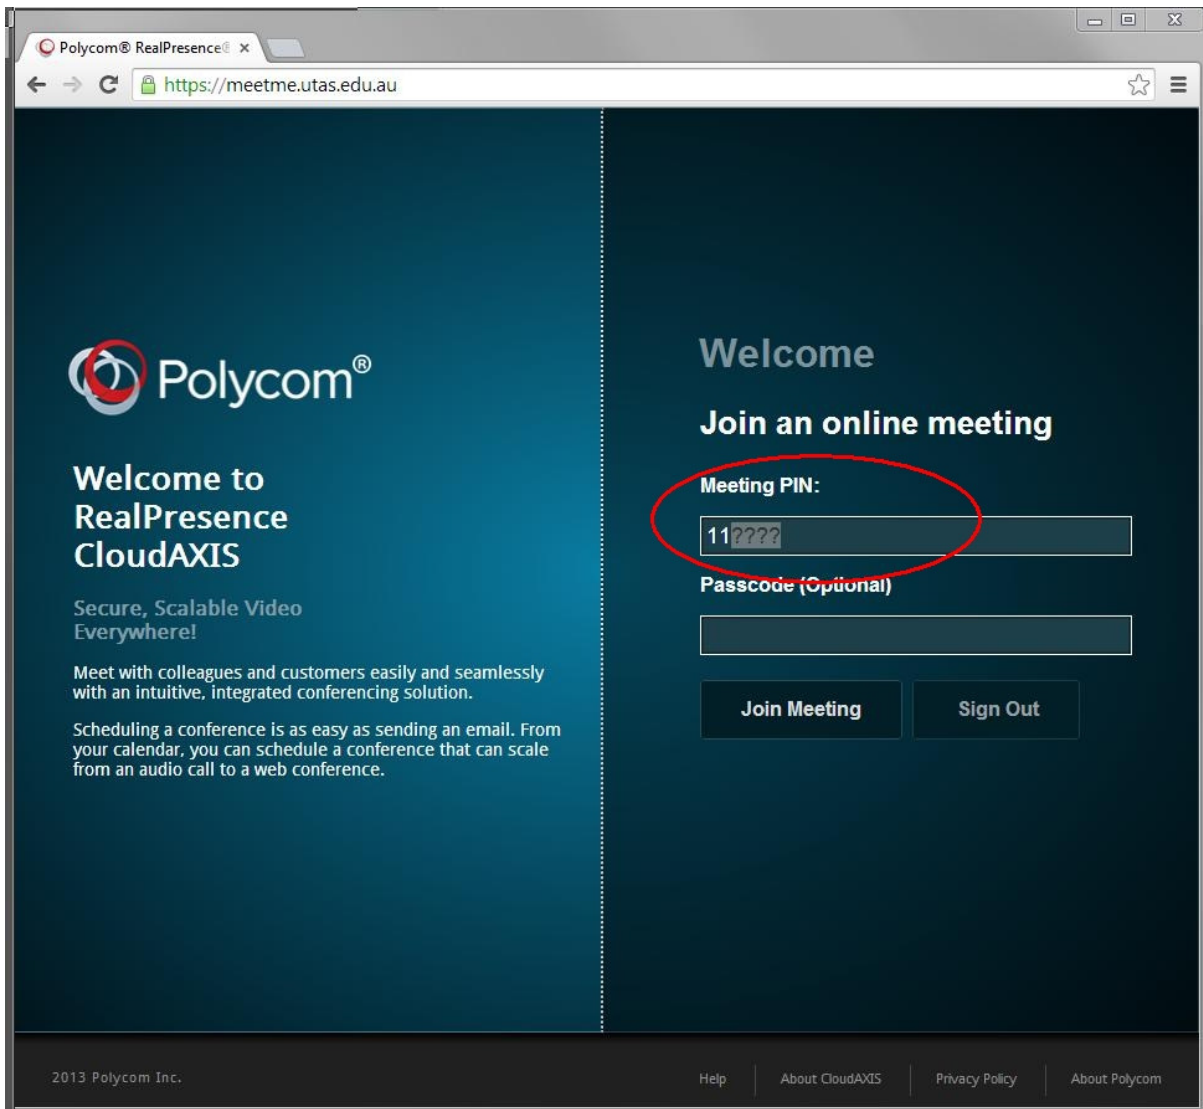 Polycom® RealPresence®
https://meetme.utas.edu.au
Polycom®
Welcome to
RealPresence
CloudAXIS
Secure, Scalable Video
Everywhere!
Meet with colleagues and customers easily and seamlessly
with an intuitive, integrated conferencing solution.
Scheduling a conference is as easy as sending an email. From
your calendar, you can schedule a conference that can scale
from an audio call to a web conference.
Welcome
Join an online meeting
Meeting PIN:
11????
Passcode (Optional)
Join Meeting
Sign Out
2013 Polycom Inc.
Help
About CloudAXIS
Privacy Policy
About Polycom